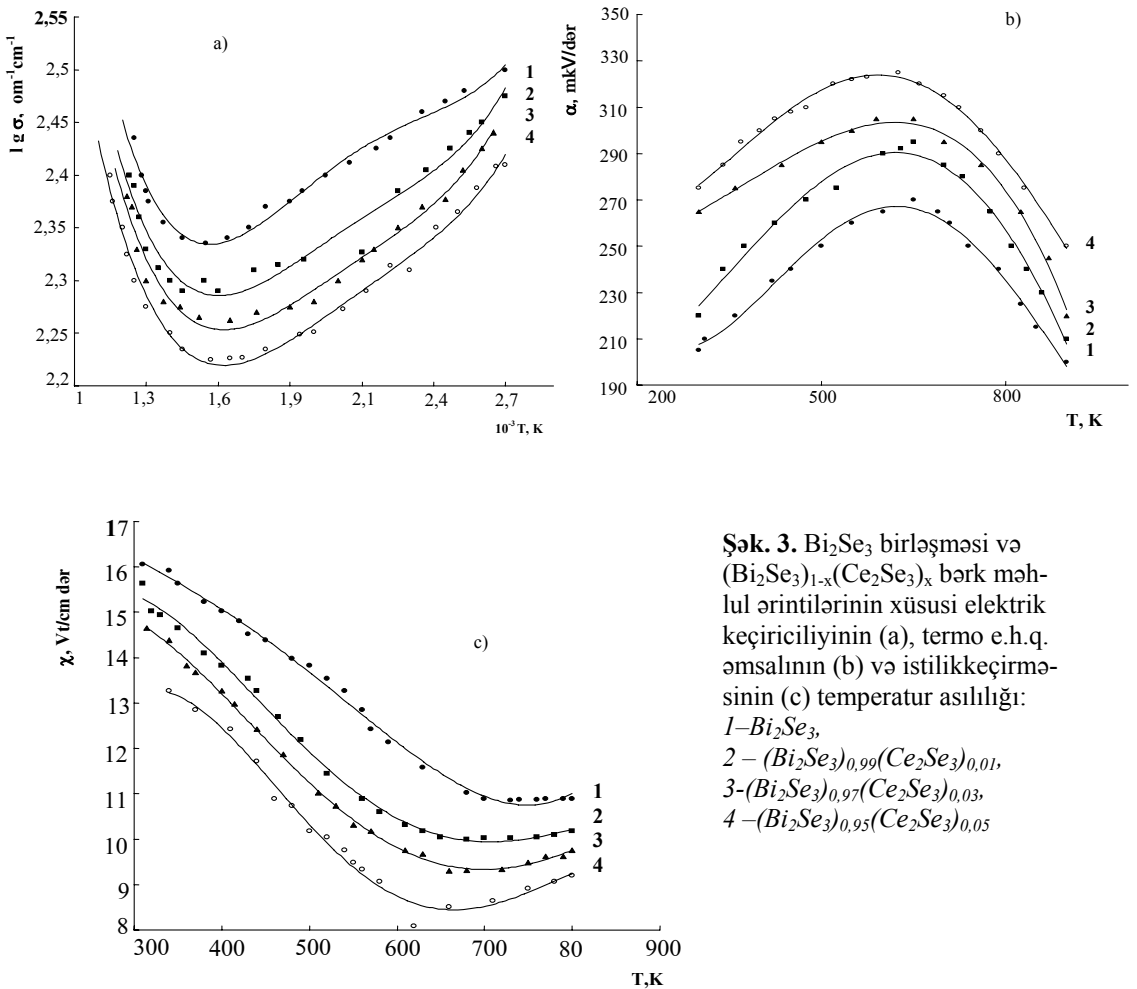 2,55
2,5
2,45
2,4
2,35
2,3
2,25
2,2
lgσ, om⁻¹cm⁻¹
a)
1
2
3
4
1
1,3
1,6
1,9
2,1
2,4
2,7
10⁻³ T, K
350
330
310
290
270
250
230
210
190
α, mkV/dər
b)
4
3
2
1
200
500
800
T, K
17
16
15
14
13
12
11
10
9
8
χ, Vt/cm dər
c)
1
2
3
4
300
400
500
600
700
80
900
T,K
Şək. 3. Bi₂Se₃ birləşməsi və
(Bi₂Se₃)₁₋ₓ(Ce₂Se₃)ₓ bərk məh-
lul ərintilərinin xüsusi elektrik
keçiriciliyinin (a), termo e.h.q.
əmsalının (b) və istilikkeçirmə-
sinin (c) temperatur asılılığı:
1–Bi₂Se₃,
2 – (Bi₂Se₃)₀,₉₉(Ce₂Se₃)₀,₀₁,
3-(Bi₂Se₃)₀,₉₇(Ce₂Se₃)₀,₀₃,
4 –(Bi₂Se₃)₀,₉₅(Ce₂Se₃)₀,₀₅